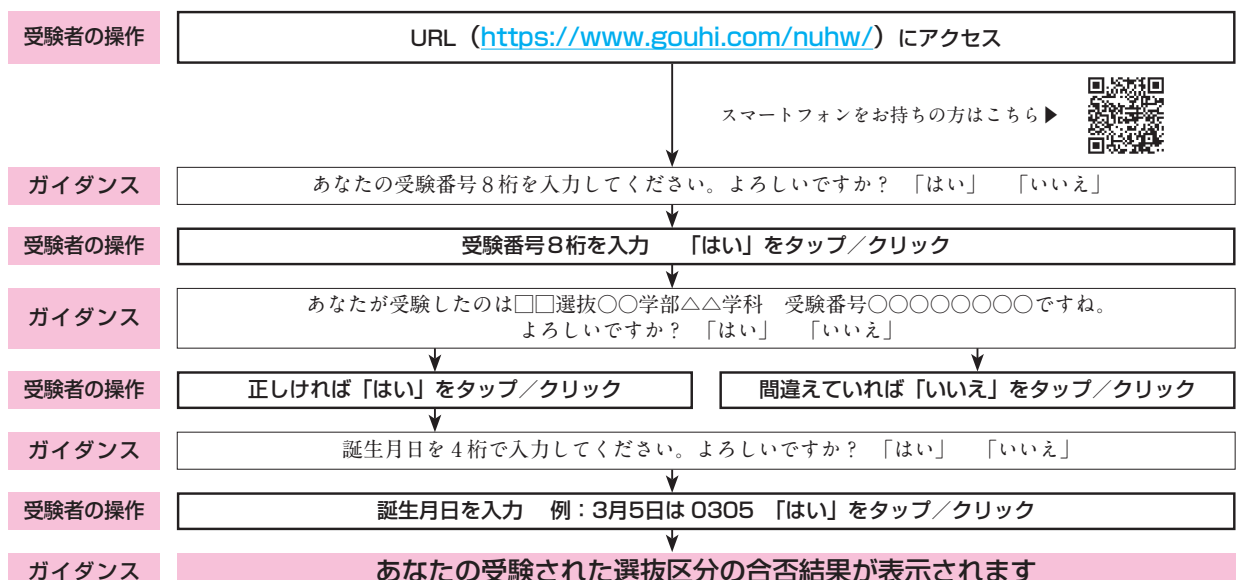 受験者の操作
URL（https://www.gouhi.com/nuhw/）にアクセス
スマートフォンをお持ちの方はこちら▶
ガイダンス
あなたの受験番号８桁を入力してください。よろしいですか？ 「はい」 「いいえ」
受験者の操作
受験番号８桁を入力 「はい」をタップ／クリック
ガイダンス
あなたが受験したのは□□選抜○○学部△△学科 受験番号○○○○○○○○ですね。
よろしいですか？ 「はい」 「いいえ」
受験者の操作
正しければ「はい」をタップ／クリック
間違えていれば「いいえ」をタップ／クリック
ガイダンス
誕生月日を４桁で入力してください。よろしいですか？ 「はい」 「いいえ」
受験者の操作
誕生月日を入力 例：3月5日は 0305 「はい」をタップ／クリック
ガイダンス
あなたの受験された選抜区分の合否結果が表示されます